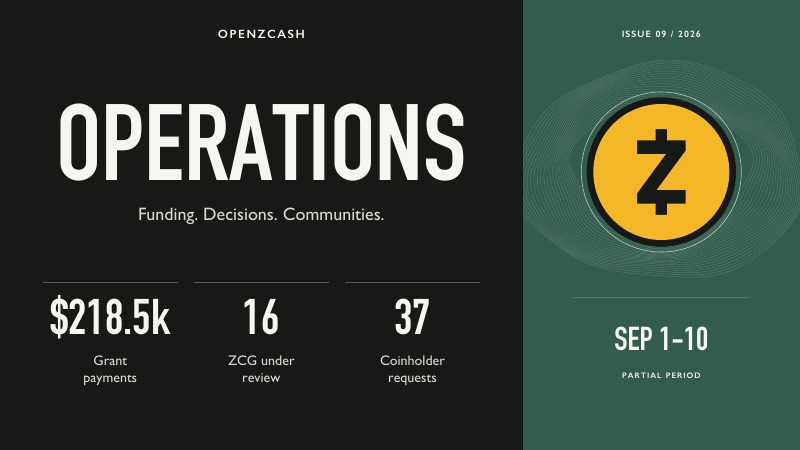 OPENZCASH
OPERATIONS
Funding. Decisions. Communities.
$218.5k
Grant
payments
16
ZCG under
review
37
Coinholder
requests
ISSUE 09 / 2026
SEP 1-10
PARTIAL PERIOD